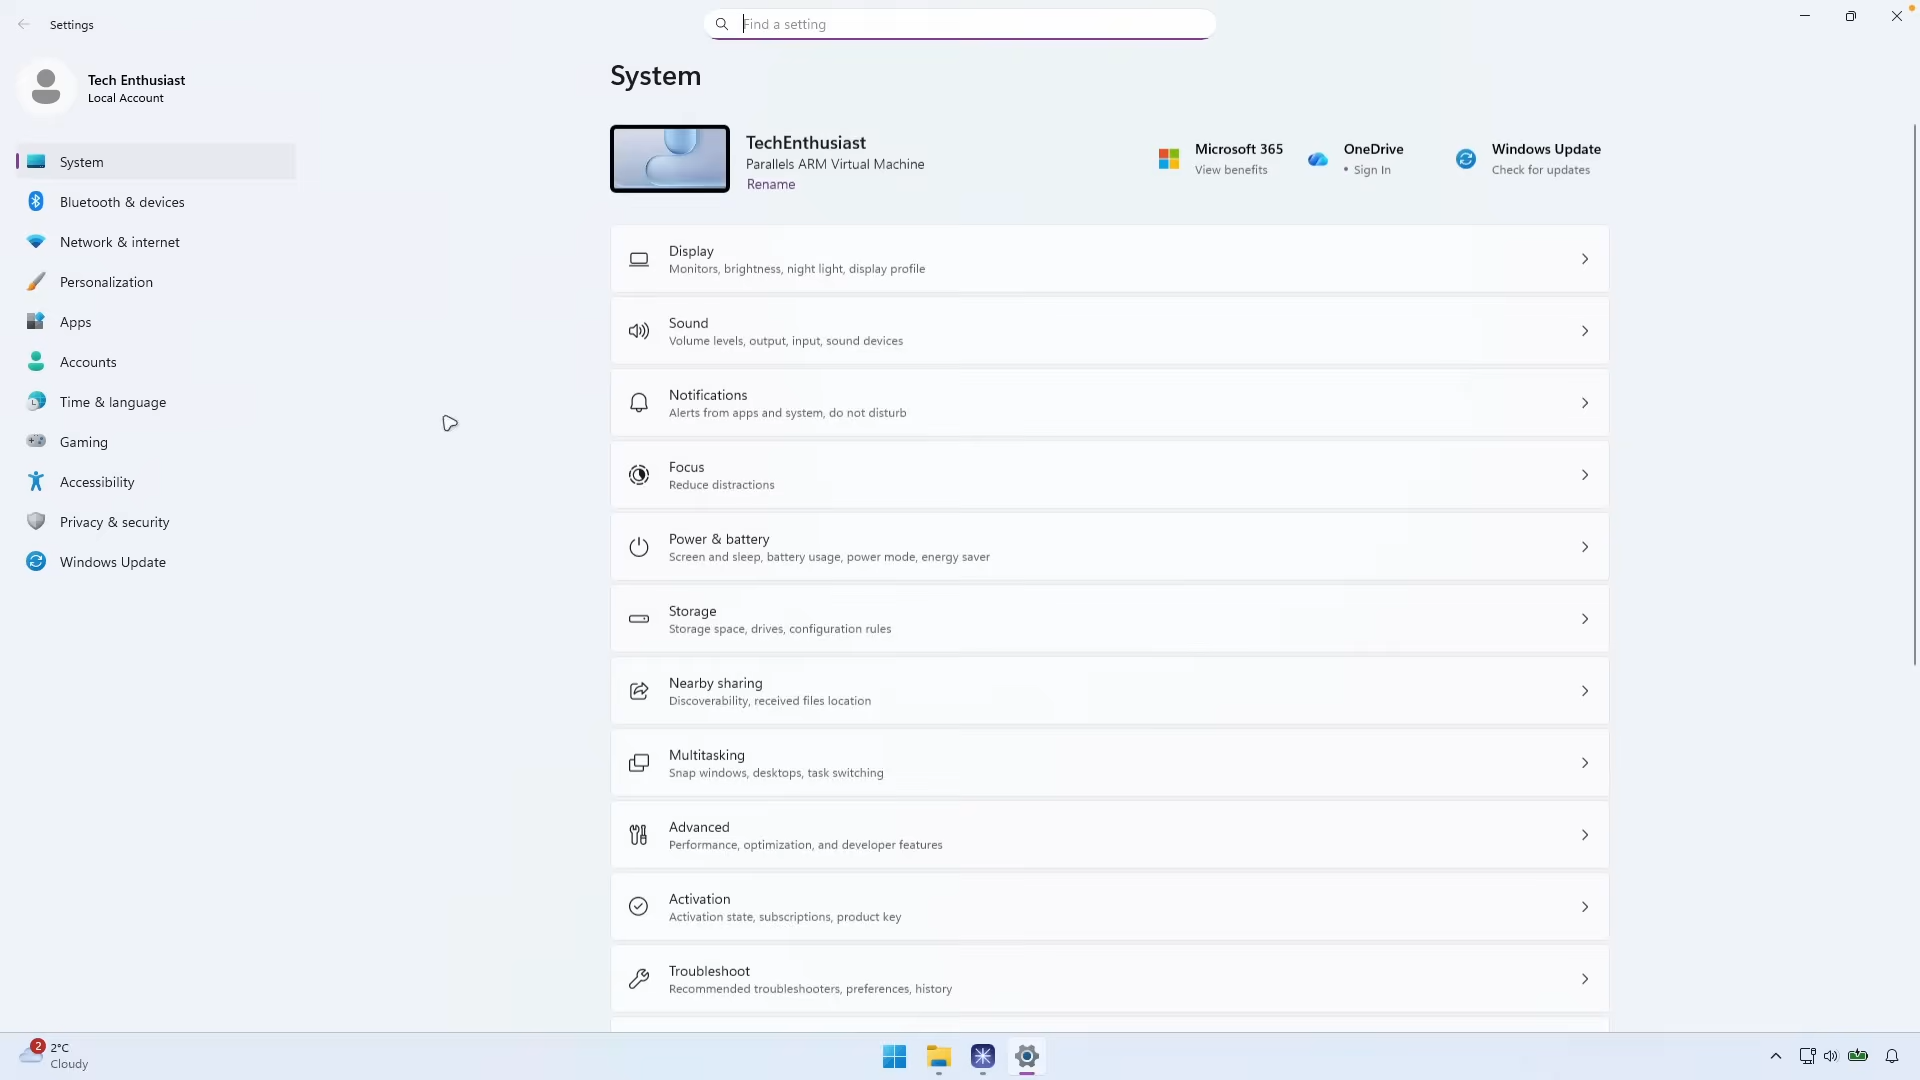 Settings
Find a setting
Tech Enthusiast
Local Account
System
Bluetooth & devices
Network & internet
Personalization
Apps
Accounts
Time & language
Gaming
Accessibility
Privacy & security
Windows Update
System
TechEnthusiast
Parallels ARM Virtual Machine
Rename
Microsoft 365
View benefits
OneDrive
• Sign In
Windows Update
Check for updates
Display
Monitors, brightness, night light, display profile
Sound
Volume levels, output, input, sound devices
Notifications
Alerts from apps and system, do not disturb
Focus
Reduce distractions
Power & battery
Screen and sleep, battery usage, power mode, energy saver
Storage
Storage space, drives, configuration rules
Nearby sharing
Discoverability, received files location
Multitasking
Snap windows, desktops, task switching
Advanced
Performance, optimization, and developer features
Activation
Activation state, subscriptions, product key
Troubleshoot
Recommended troubleshooters, preferences, history
2
2°C
Cloudy